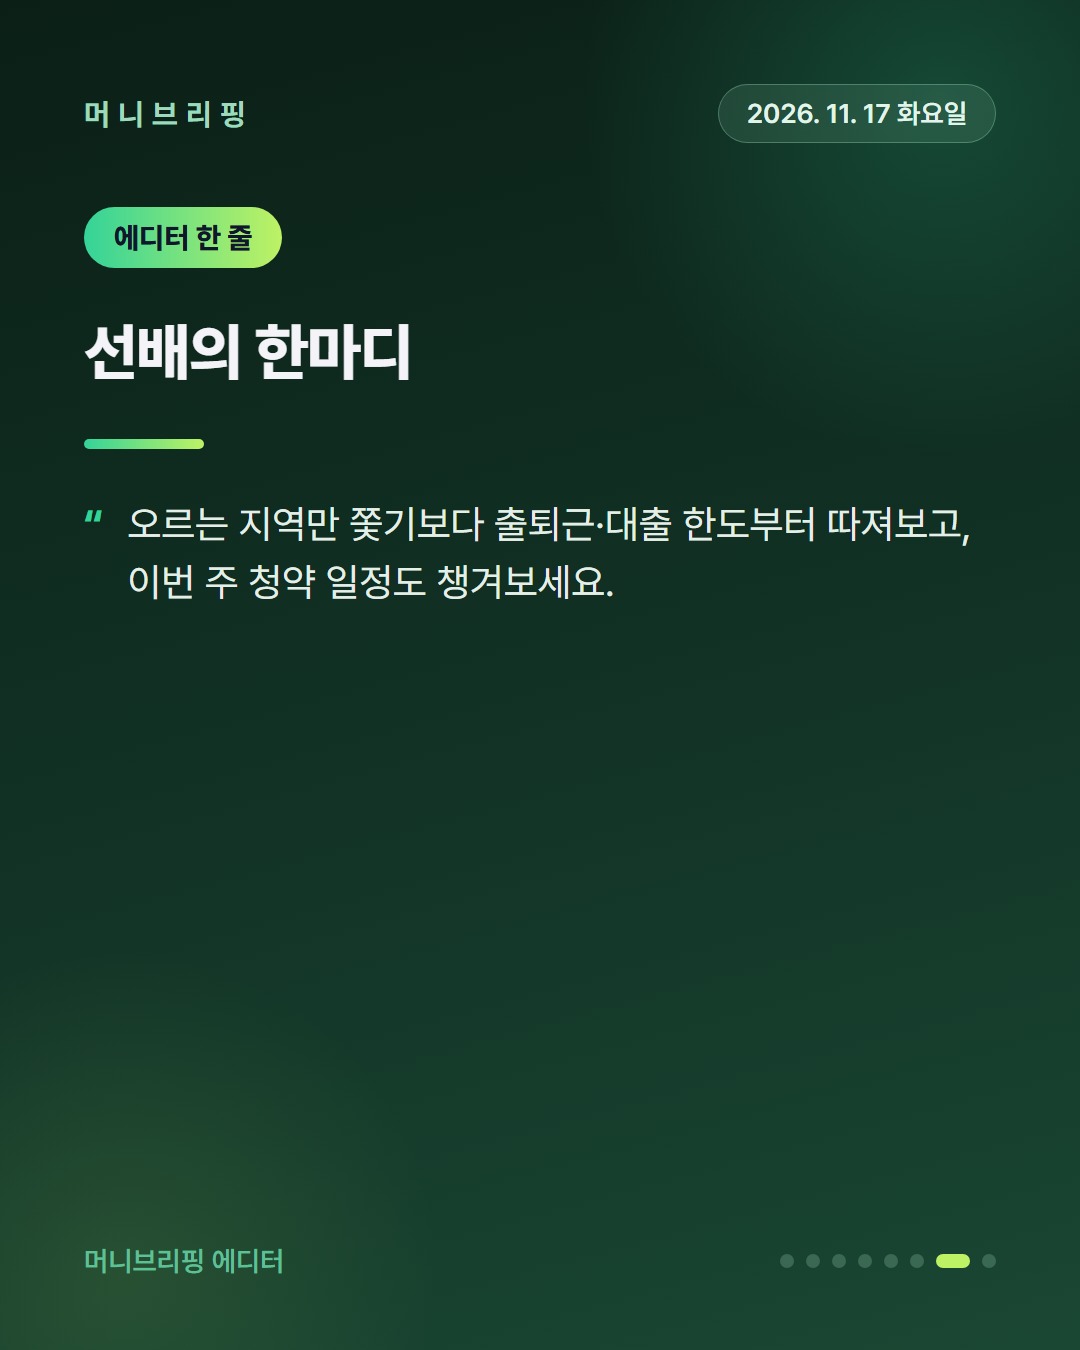 머니브리핑
2026. 11. 17 화요일
에디터 한 줄
선배의 한마디
“ 오르는 지역만 쫓기보다 출퇴근·대출 한도부터 따져보고,
이번 주 청약 일정도 챙겨보세요.
머니브리핑 에디터